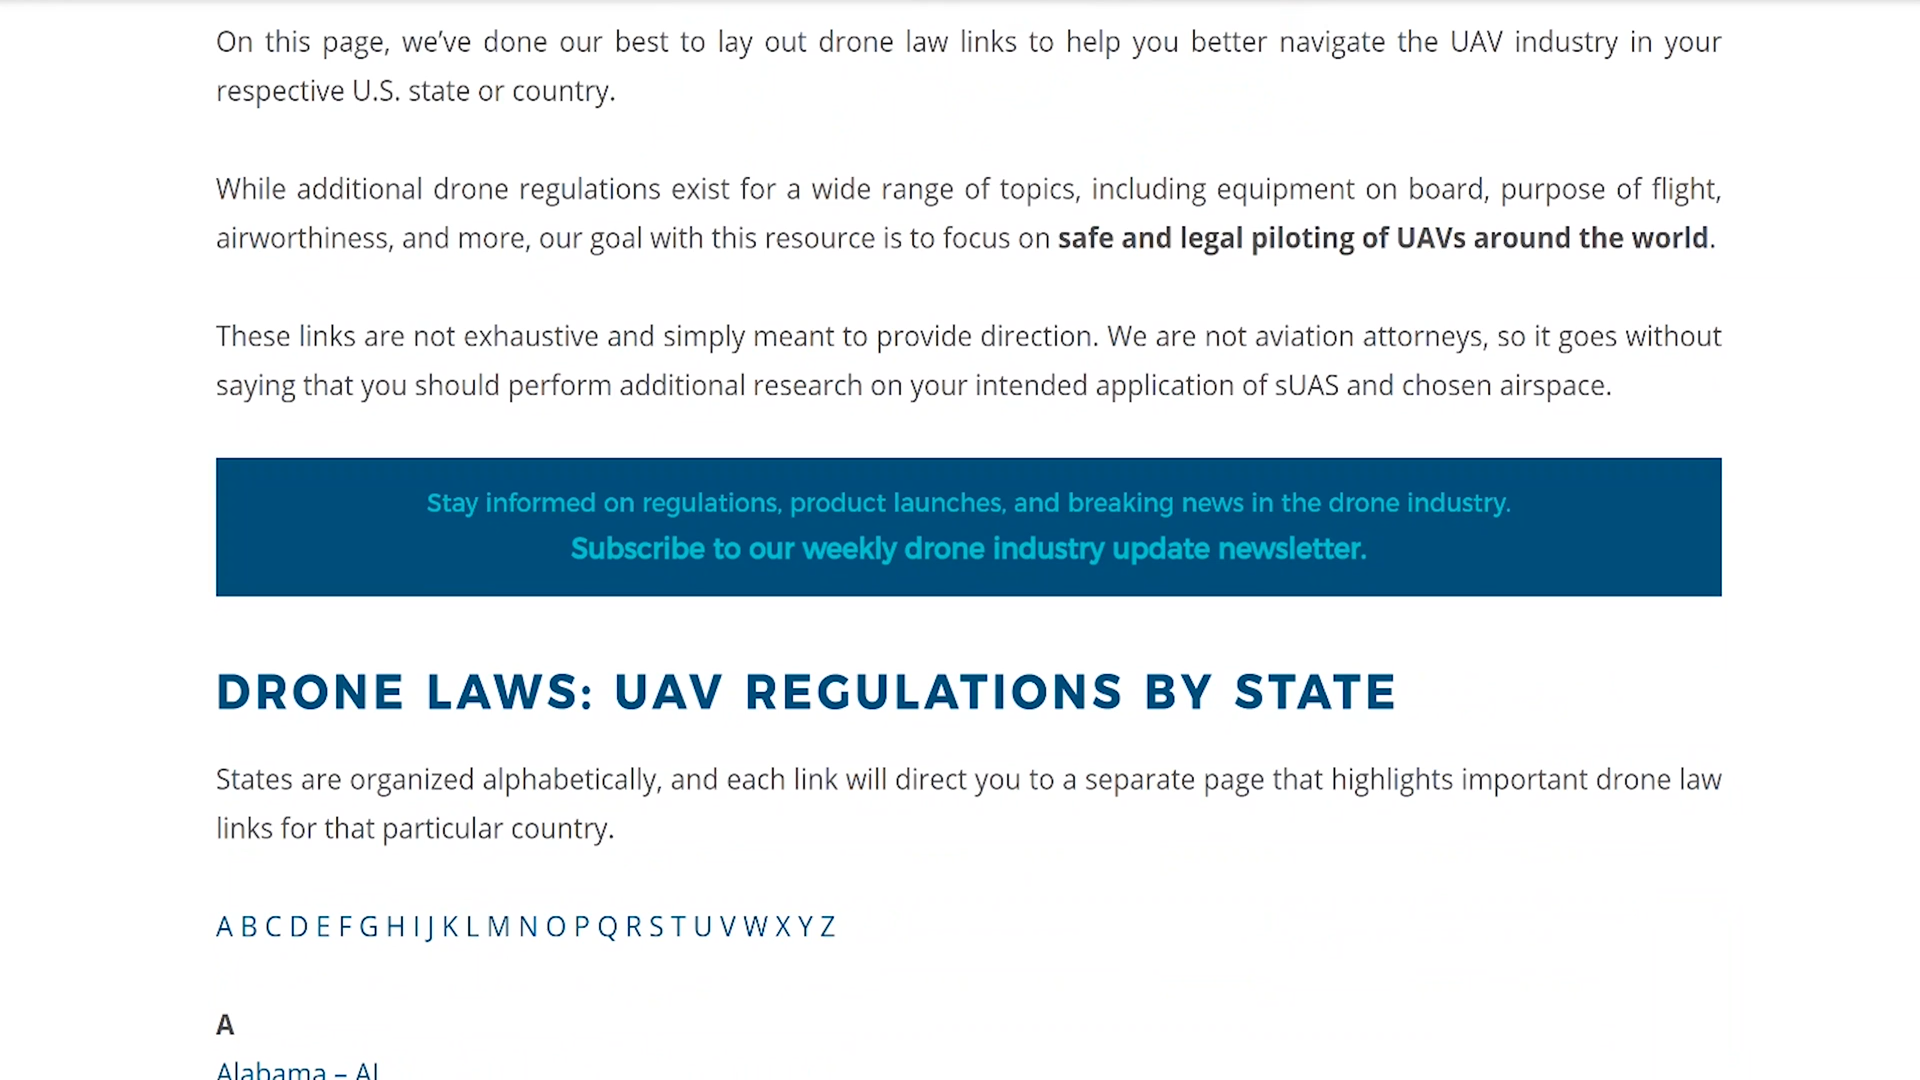 On this page, we’ve done our best to lay out drone law links to help you better navigate the UAV industry in your
respective U.S. state or country.
While additional drone regulations exist for a wide range of topics, including equipment on board, purpose of flight,
airworthiness, and more, our goal with this resource is to focus on safe and legal piloting of UAVs around the world.
These links are not exhaustive and simply meant to provide direction. We are not aviation attorneys, so it goes without
saying that you should perform additional research on your intended application of sUAS and chosen airspace.
Stay informed on regulations, product launches, and breaking news in the drone industry.
Subscribe to our weekly drone industry update newsletter.
DRONE LAWS: UAV REGULATIONS BY STATE
States are organized alphabetically, and each link will direct you to a separate page that highlights important drone law
links for that particular country.
A B C D E F G H I J K L M N O P Q R S T U V W X Y Z
A
Alabama – AL